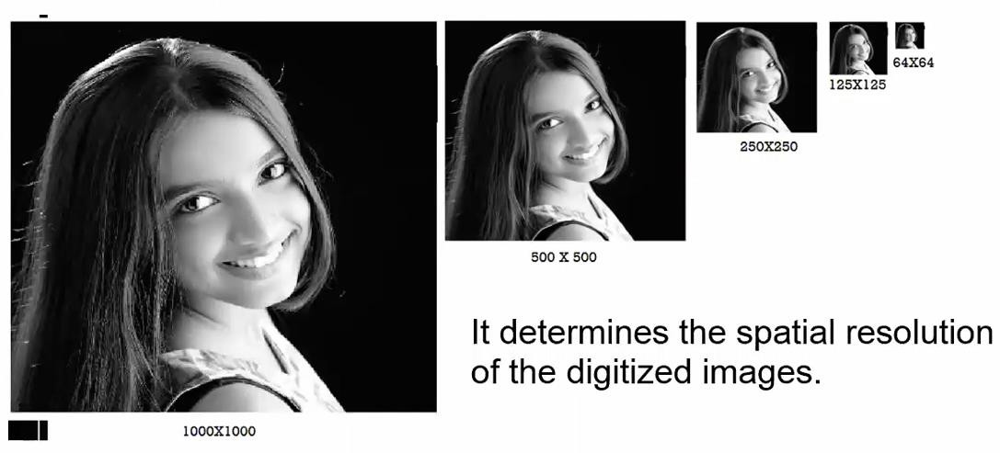 64X64
125X125
250X250
500 X 500
It determines the spatial resolution
of the digitized images.
1000X1000